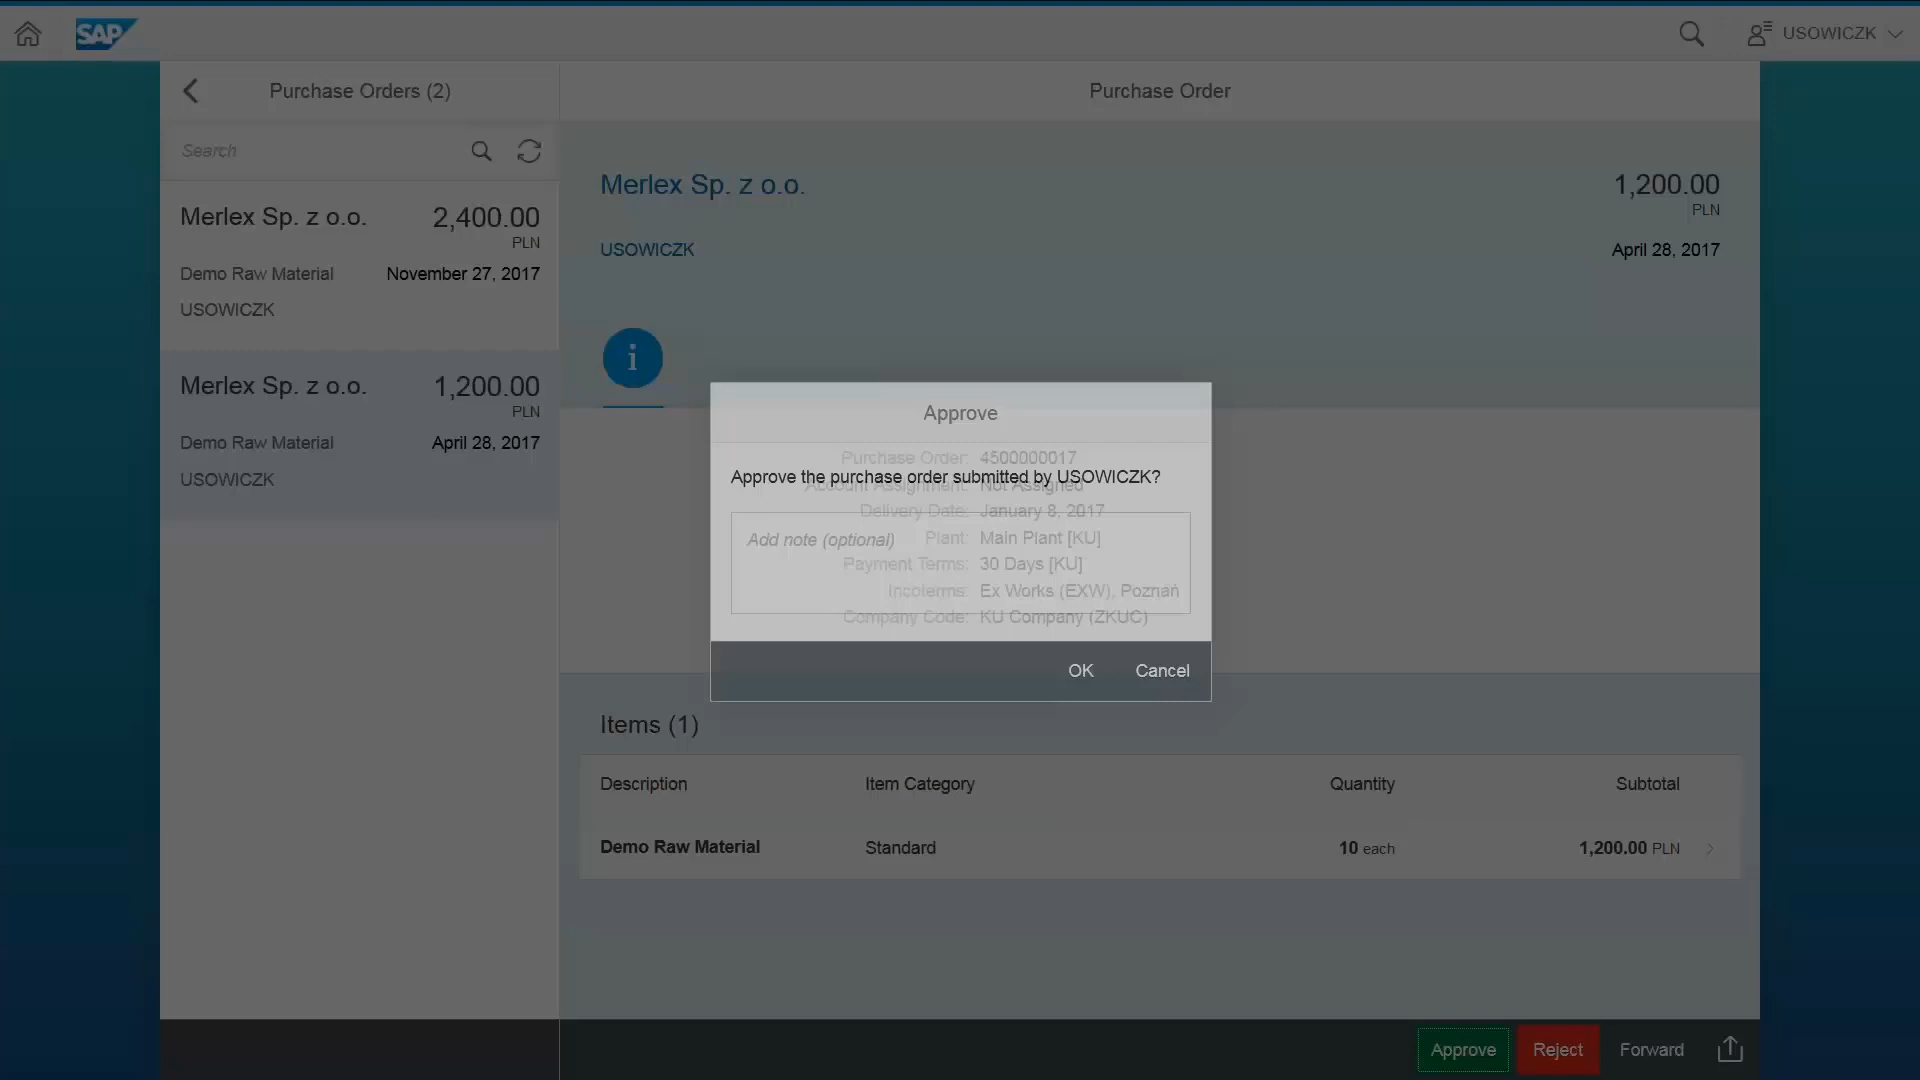 SAP
USOWICZK
Purchase Orders (2)
Purchase Order
Search
Merlex Sp. z o.o. 2,400.00
PLN
Demo Raw Material November 27, 2017
USOWICZK
Merlex Sp. z o.o. 1,200.00
PLN
Demo Raw Material April 28, 2017
USOWICZK
Merlex Sp. z o.o. 1,200.00
PLN
USOWICZK April 28, 2017
i
Approve
Purchase Order: 4500000017
Approve the purchase order submitted by USOWICZK?
Account Assignment: Not Assigned
Delivery Date: January 8, 2017
Add note (optional)
Plant: Main Plant [KU]
Payment Terms: 30 Days [KU]
Incoterms: Ex Works (EXW), Poznań
Company Code: KU Company (ZKUC)
OK Cancel
Items (1)
Description Item Category Quantity Subtotal
Demo Raw Material Standard 10 each 1,200.00 PLN
Approve Reject Forward